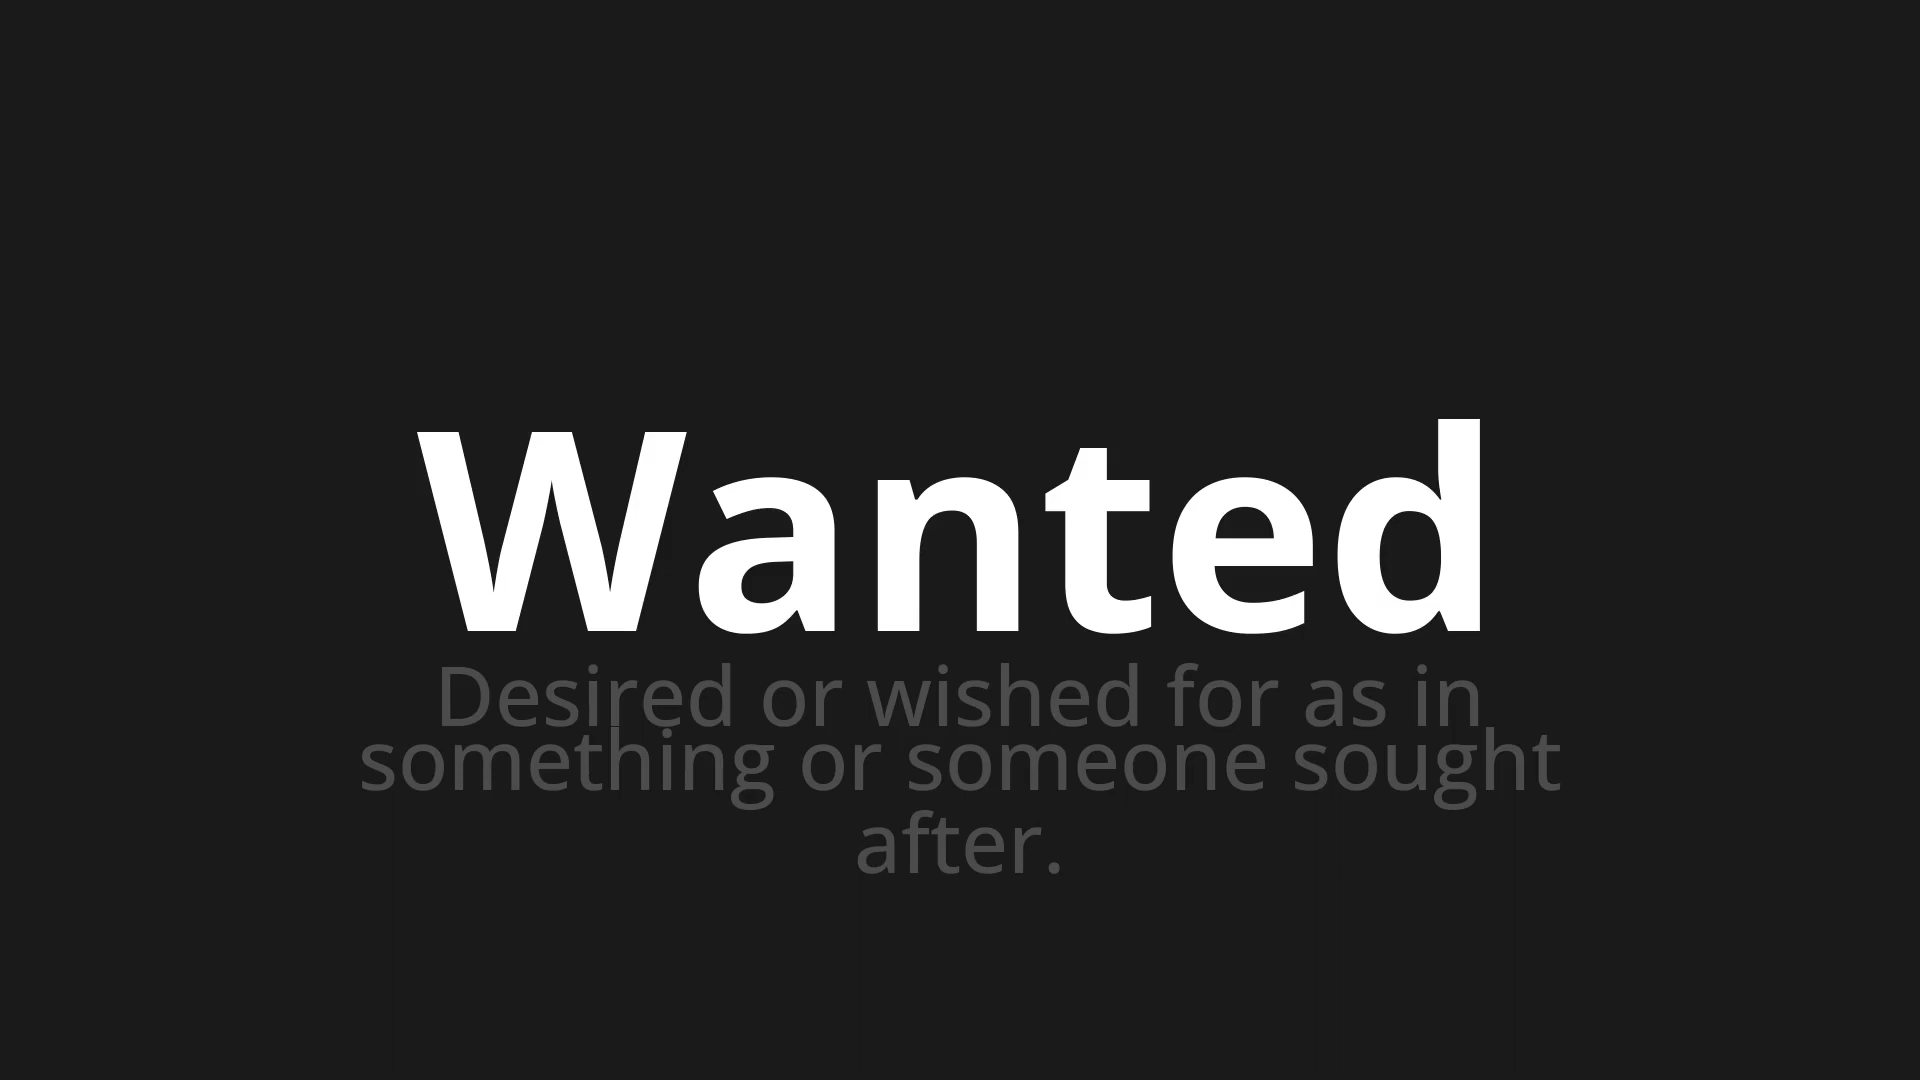 Wanted
Desired or wished for as in
something or someone sought
after.